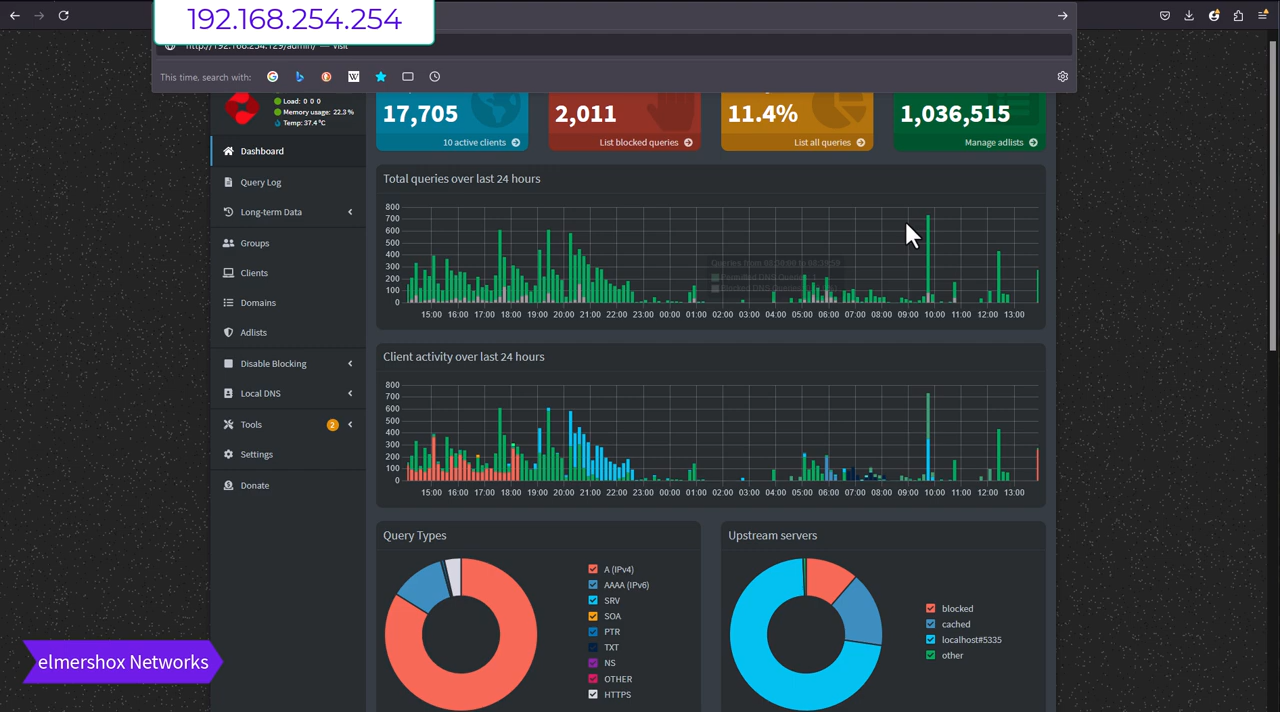 192.168.254.254
http://192.168.254.129/admin/ — Visit
This time, search with:
Load: 0 0 0
Memory usage: 22.3 %
Temp: 37.4 °C
17,705
10 active clients
2,011
List blocked queries
11.4%
List all queries
1,036,515
Manage adlists
Dashboard
Query Log
Long-term Data
Groups
Clients
Domains
Adlists
Disable Blocking
Local DNS
Tools 2
Settings
Donate
Total queries over last 24 hours
800
700
600
500
400
300
200
100
0
15:00 16:00 17:00 18:00 19:00 20:00 21:00 22:00 23:00 00:00 01:00 02:00 03:00 04:00 05:00 06:00 07:00 08:00 09:00 10:00 11:00 12:00 13:00
Client activity over last 24 hours
800
700
600
500
400
300
200
100
0
15:00 16:00 17:00 18:00 19:00 20:00 21:00 22:00 23:00 00:00 01:00 02:00 03:00 04:00 05:00 06:00 07:00 08:00 09:00 10:00 11:00 12:00 13:00
Query Types
A (IPv4)
AAAA (IPv6)
SRV
SOA
PTR
TXT
NS
OTHER
HTTPS
Upstream servers
blocked
cached
localhost#5335
other
elmershox Networks